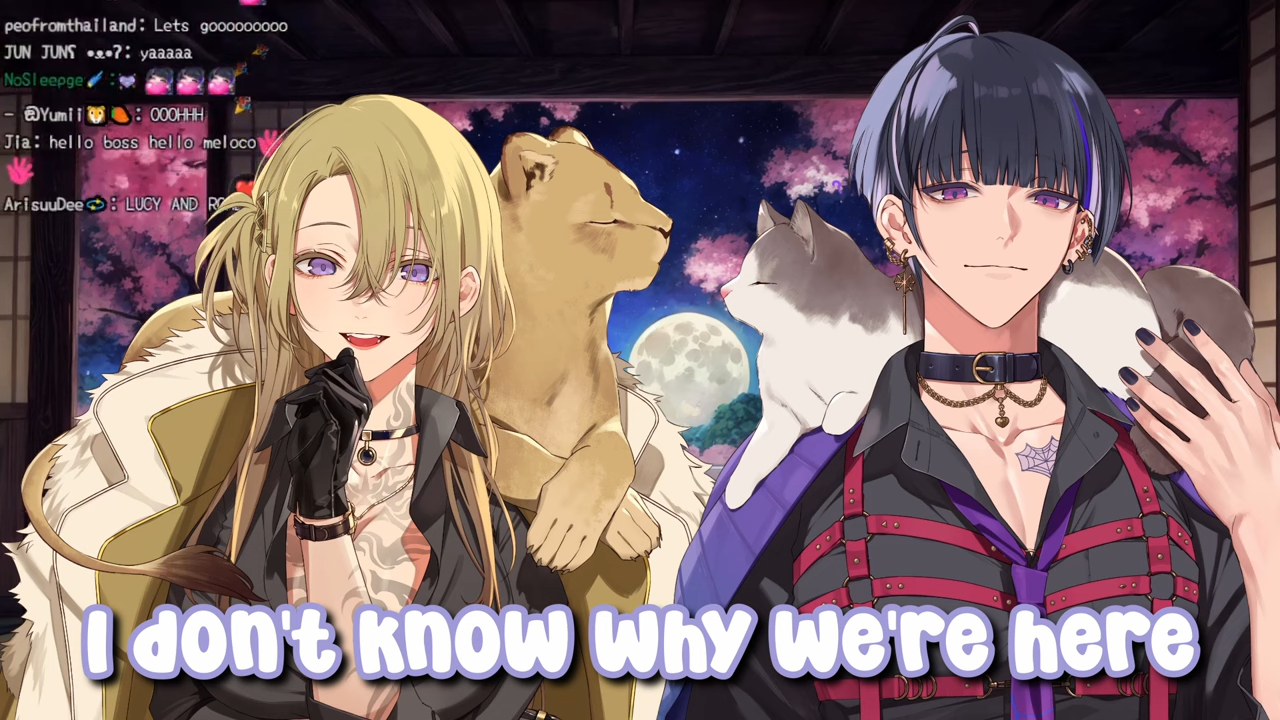 peofromthailand: Lets gooooooooo
JUN JUNʕ •ᴥ•ʔ: yaaaaa
NoSleepge
- @Yumii: OOOHHH
Jia: hello boss hello meloco
ArisuuDee: LUCY AND
I don't know why we're here